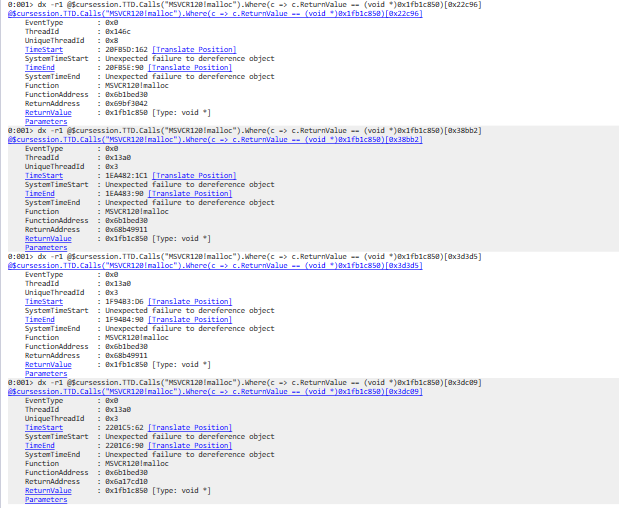 0:001> dx -r1 @$cursession.TTD.Calls("MSVCR120!malloc").Where(c => c.ReturnValue == (void *)0x1fb1c850)[0x22c96]
@$cursession.TTD.Calls("MSVCR120!malloc").Where(c => c.ReturnValue == (void *)0x1fb1c850)[0x22c96]
EventType : 0x0
ThreadId : 0x146c
UniqueThreadId : 0x8
TimeStart : 20FB5D:162 [Translate Position]
SystemTimeStart : Unexpected failure to dereference object
TimeEnd : 20FB5E:90 [Translate Position]
SystemTimeEnd : Unexpected failure to dereference object
Function : MSVCR120!malloc
FunctionAddress : 0x6b1bed30
ReturnAddress : 0x69bf3042
ReturnValue : 0x1fb1c850 [Type: void *]
Parameters
0:001> dx -r1 @$cursession.TTD.Calls("MSVCR120!malloc").Where(c => c.ReturnValue == (void *)0x1fb1c850)[0x38bb2]
@$cursession.TTD.Calls("MSVCR120!malloc").Where(c => c.ReturnValue == (void *)0x1fb1c850)[0x38bb2]
EventType : 0x0
ThreadId : 0x13a0
UniqueThreadId : 0x3
TimeStart : 1EA482:1C1 [Translate Position]
SystemTimeStart : Unexpected failure to dereference object
TimeEnd : 1EA483:90 [Translate Position]
SystemTimeEnd : Unexpected failure to dereference object
Function : MSVCR120!malloc
FunctionAddress : 0x6b1bed30
ReturnAddress : 0x68b49911
ReturnValue : 0x1fb1c850 [Type: void *]
Parameters
0:001> dx -r1 @$cursession.TTD.Calls("MSVCR120!malloc").Where(c => c.ReturnValue == (void *)0x1fb1c850)[0x3d3d5]
@$cursession.TTD.Calls("MSVCR120!malloc").Where(c => c.ReturnValue == (void *)0x1fb1c850)[0x3d3d5]
EventType : 0x0
ThreadId : 0x13a0
UniqueThreadId : 0x3
TimeStart : 1F94B3:D6 [Translate Position]
SystemTimeStart : Unexpected failure to dereference object
TimeEnd : 1F94B4:90 [Translate Position]
SystemTimeEnd : Unexpected failure to dereference object
Function : MSVCR120!malloc
FunctionAddress : 0x6b1bed30
ReturnAddress : 0x68b49911
ReturnValue : 0x1fb1c850 [Type: void *]
Parameters
0:001> dx -r1 @$cursession.TTD.Calls("MSVCR120!malloc").Where(c => c.ReturnValue == (void *)0x1fb1c850)[0x3dc09]
@$cursession.TTD.Calls("MSVCR120!malloc").Where(c => c.ReturnValue == (void *)0x1fb1c850)[0x3dc09]
EventType : 0x0
ThreadId : 0x13a0
UniqueThreadId : 0x3
TimeStart : 2201C5:62 [Translate Position]
SystemTimeStart : Unexpected failure to dereference object
TimeEnd : 2201C6:90 [Translate Position]
SystemTimeEnd : Unexpected failure to dereference object
Function : MSVCR120!malloc
FunctionAddress : 0x6b1bed30
ReturnAddress : 0x6a17cd10
ReturnValue : 0x1fb1c850 [Type: void *]
Parameters